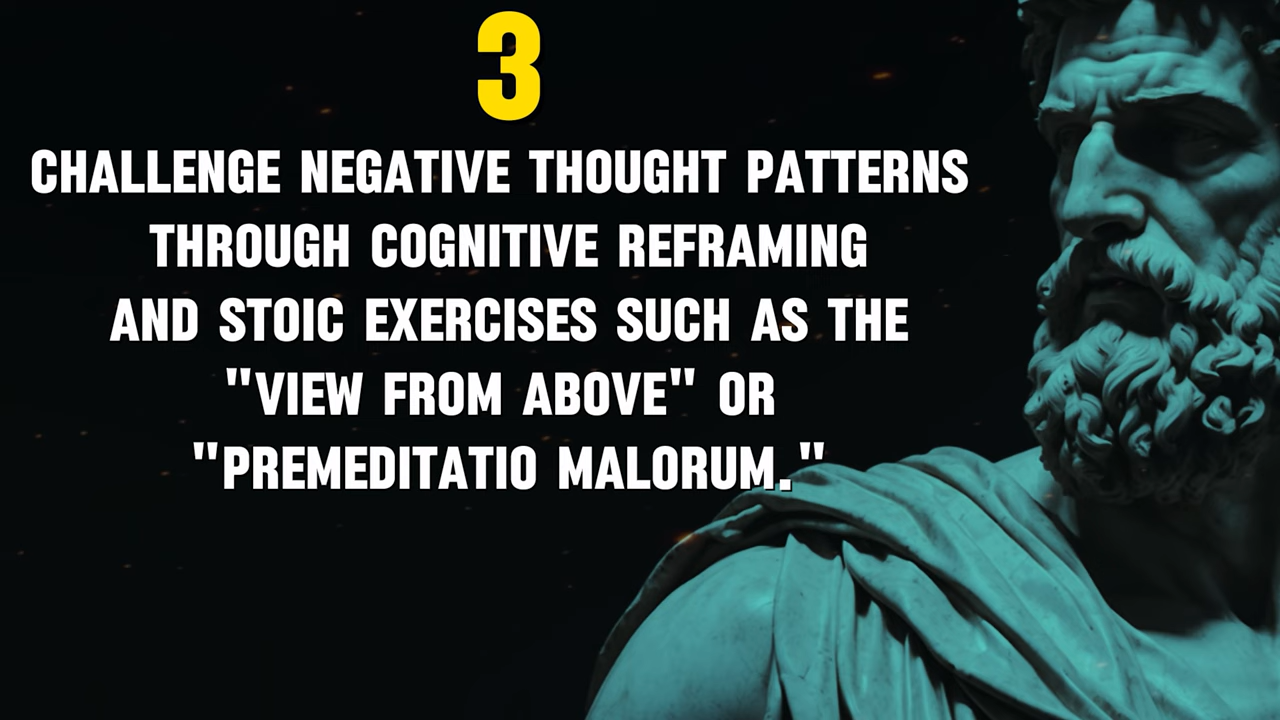 3
CHALLENGE NEGATIVE THOUGHT PATTERNS
THROUGH COGNITIVE REFRAMING
AND STOIC EXERCISES SUCH AS THE
"VIEW FROM ABOVE" OR
"PREMEDITATIO MALORUM."